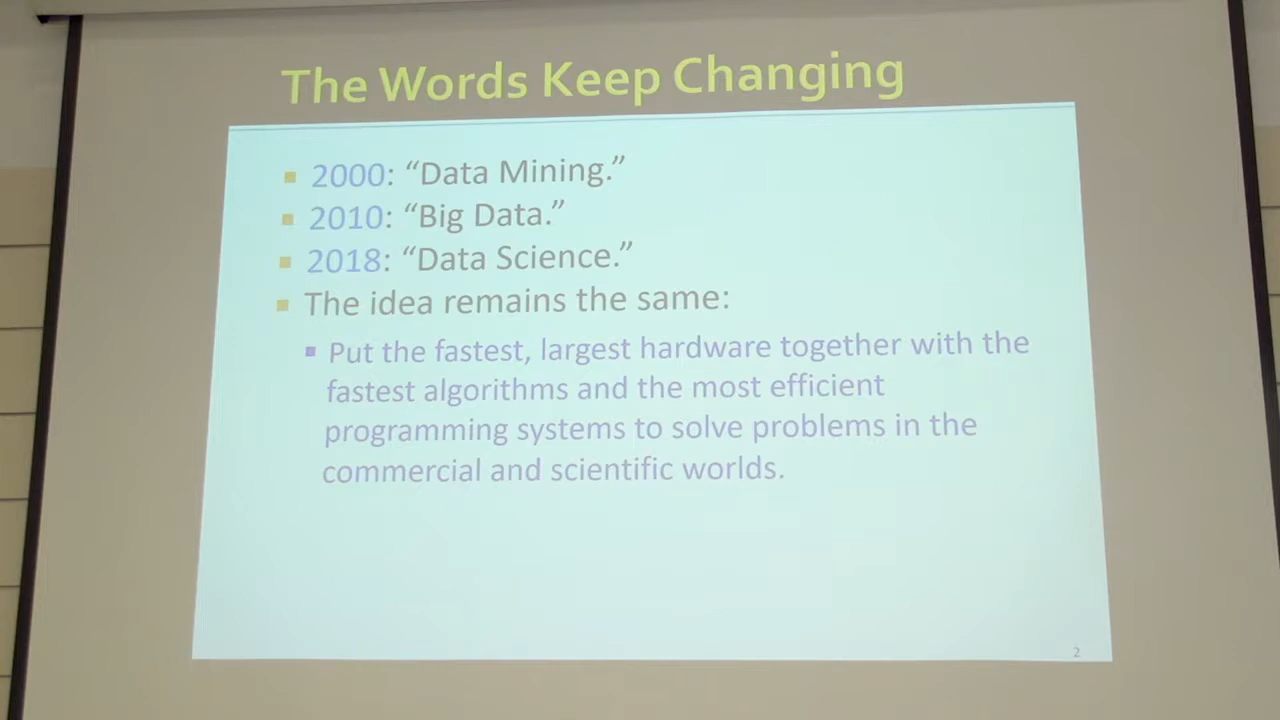 The Words Keep Changing
2000: “Data Mining.”
2010: “Big Data.”
2018: “Data Science.”
The idea remains the same:
Put the fastest, largest hardware together with the
fastest algorithms and the most efficient
programming systems to solve problems in the
commercial and scientific worlds.
2